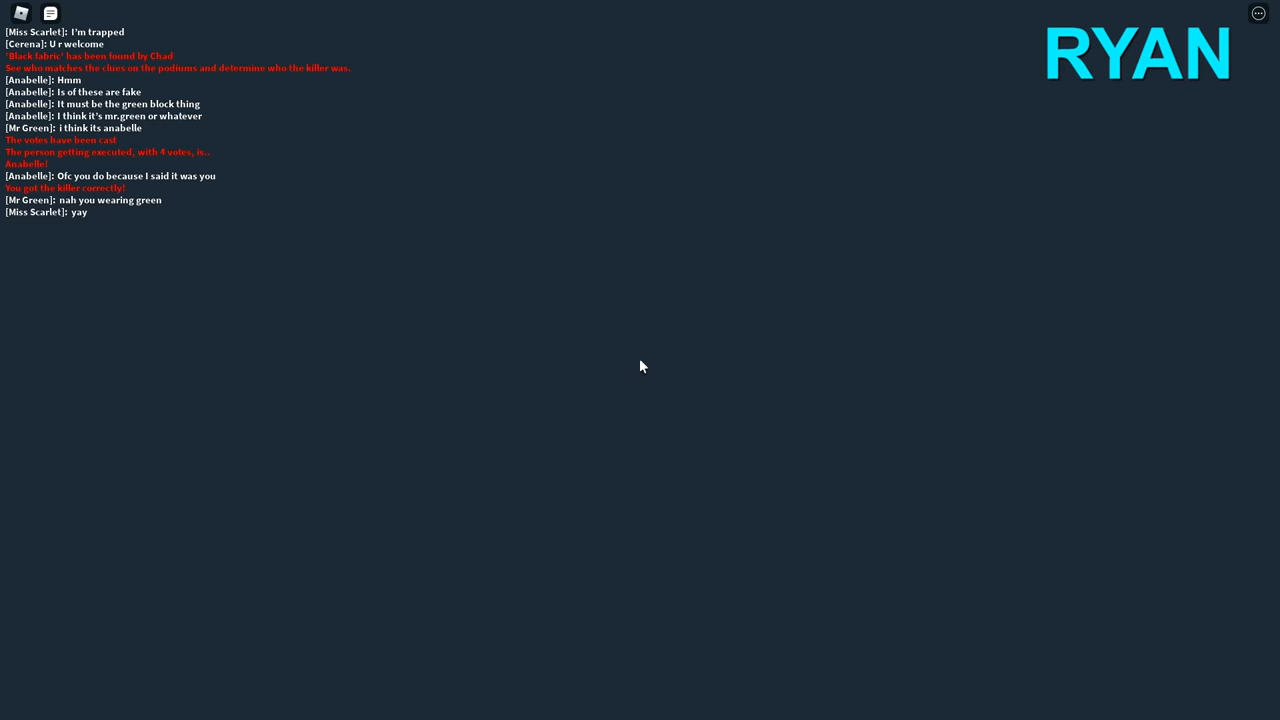 [Miss Scarlet]: I'm trapped
RYAN
[Cerena]: U r welcome
'Black fabric' has been found by Chad
See who matches the clues on the podiums and determine who the killer was.
[Anabelle]: Hmm
[Anabelle]: Is of these are fake
[Anabelle]: It must be the green block thing
[Anabelle]: I think it's mr.green or whatever
[Mr Green]: i think its anabelle
The votes have been cast
The person getting executed, with 4 votes, is..
Anabelle!
[Anabelle]: Ofc you do because I said it was you
You got the killer correctly!
[Mr Green]: nah you wearing green
[Miss Scarlet]: yay